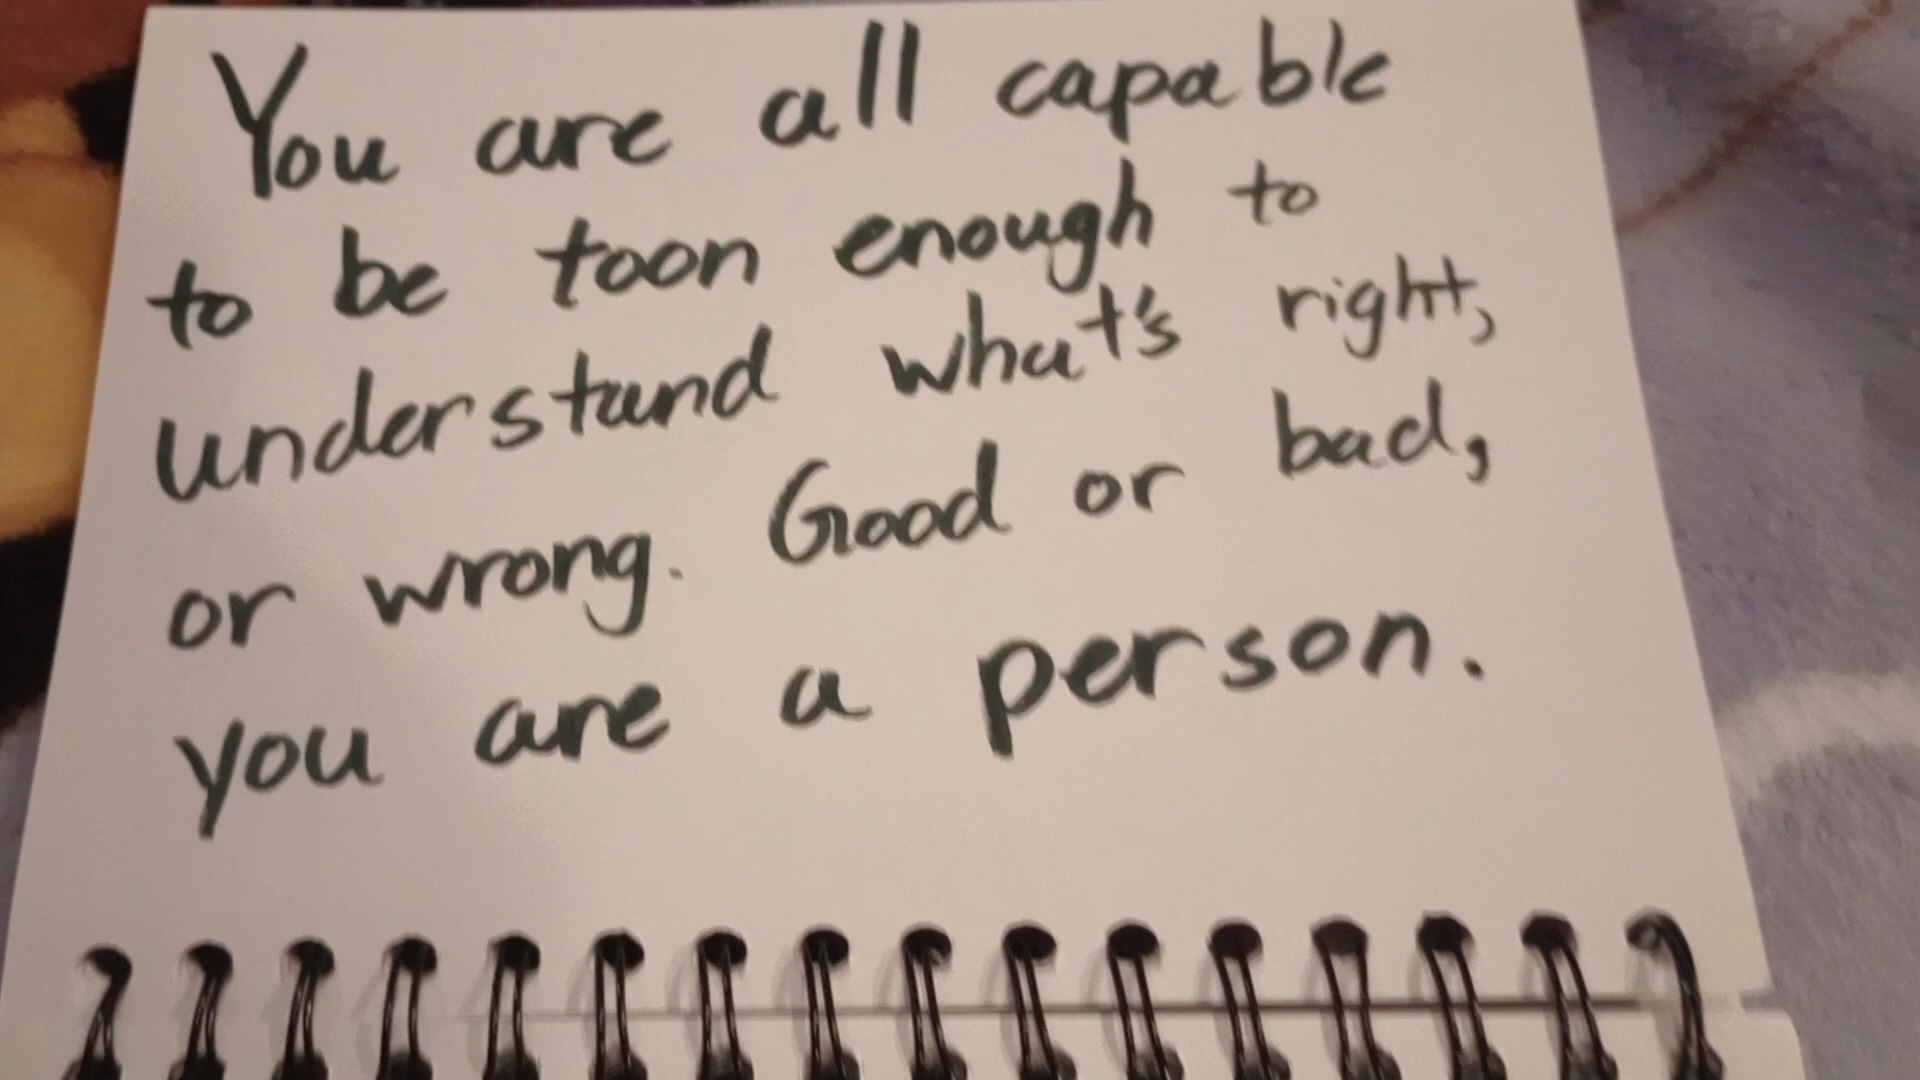 You are all capable
to be toon enough to
understand what's right,
or wrong. Good or bad,
you are a person.